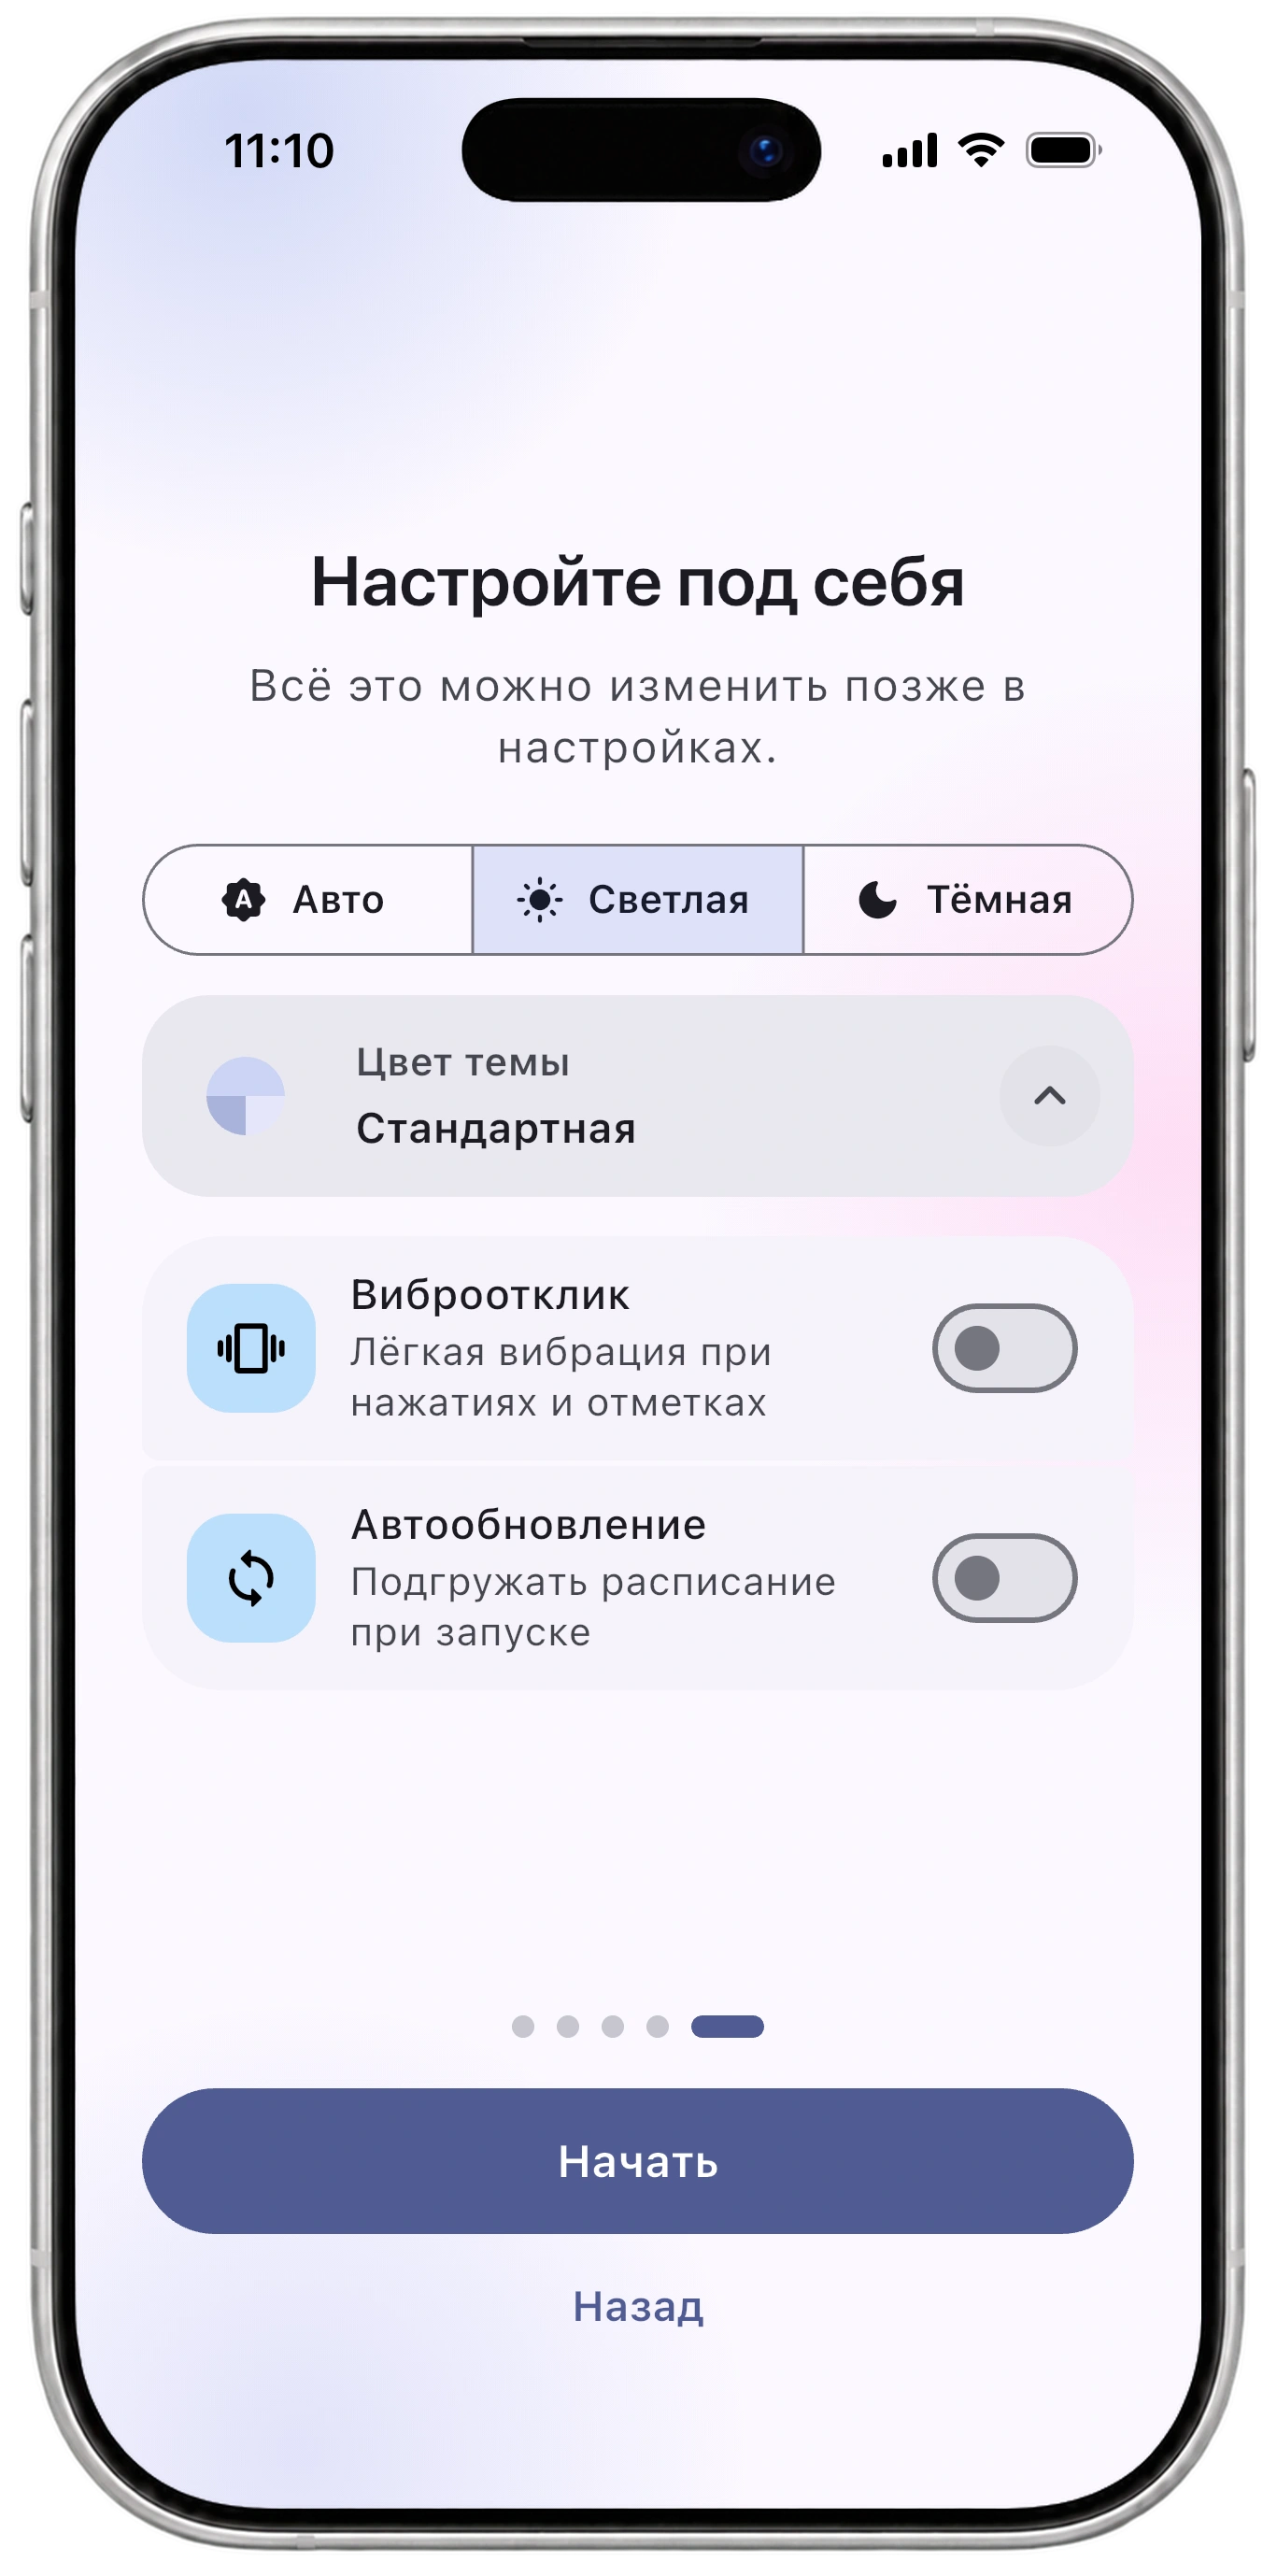 11:10
Настройте под себя
Всё это можно изменить позже в
настройках.
A Авто Светлая Тёмная
Цвет темы
Стандартная
Виброотклик
Лёгкая вибрация при
нажатиях и отметках
Автообновление
Подгружать расписание
при запуске
Начать
Назад